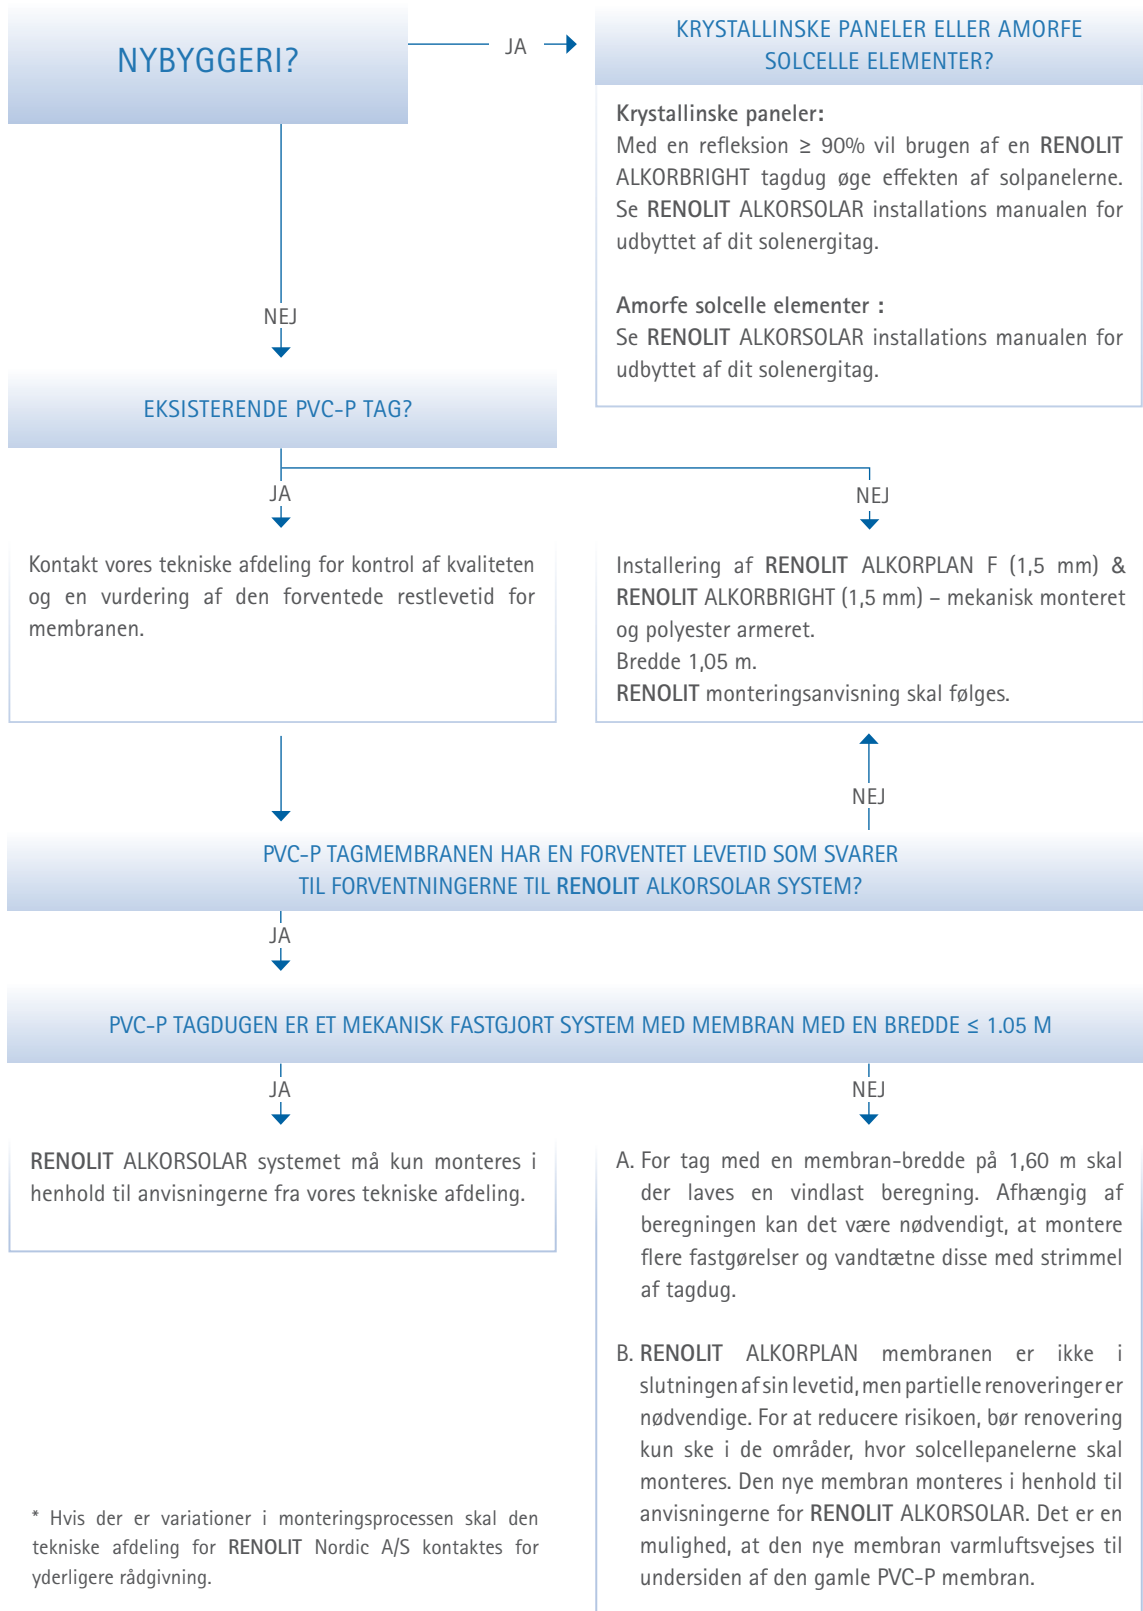 NYBYGGERI?
JA
KRYSTALLINSKE PANELER ELLER AMORFE
SOLCELLE ELEMENTER?
Krystallinske paneler:
Med en refleksion ≥ 90% vil brugen af en RENOLIT
ALKORBRIGHT tagdug øge effekten af solpanelerne.
Se RENOLIT ALKORSOLAR installations manualen for
udbyttet af dit solenergitag.
Amorfe solcelle elementer :
Se RENOLIT ALKORSOLAR installations manualen for
udbyttet af dit solenergitag.
NEJ
EKSISTERENDE PVC-P TAG?
JA
NEJ
Kontakt vores tekniske afdeling for kontrol af kvaliteten
og en vurdering af den forventede restlevetid for
membranen.
Installering af RENOLIT ALKORPLAN F (1,5 mm) &
RENOLIT ALKORBRIGHT (1,5 mm) – mekanisk monteret
og polyester armeret.
Bredde 1,05 m.
RENOLIT monteringsanvisning skal følges.
NEJ
PVC-P TAGMEMBRANEN HAR EN FORVENTET LEVETID SOM SVARER
TIL FORVENTNINGERNE TIL RENOLIT ALKORSOLAR SYSTEM?
JA
PVC-P TAGDUGEN ER ET MEKANISK FASTGJORT SYSTEM MED MEMBRAN MED EN BREDDE ≤ 1.05 M
JA
NEJ
RENOLIT ALKORSOLAR systemet må kun monteres i
henhold til anvisningerne fra vores tekniske afdeling.
A. For tag med en membran-bredde på 1,60 m skal
der laves en vindlast beregning. Afhængig af
beregningen kan det være nødvendigt, at montere
flere fastgørelser og vandtætne disse med strimmel
af tagdug.
B. RENOLIT ALKORPLAN membranen er ikke i
slutningen af sin levetid, men partielle renoveringer er
nødvendige. For at reducere risikoen, bør renovering
kun ske i de områder, hvor solcellepanelerne skal
monteres. Den nye membran monteres i henhold til
anvisningerne for RENOLIT ALKORSOLAR. Det er en
mulighed, at den nye membran varmluftsvejses til
undersiden af den gamle PVC-P membran.
* Hvis der er variationer i monteringsprocessen skal den
tekniske afdeling for RENOLIT Nordic A/S kontaktes for
yderligere rådgivning.